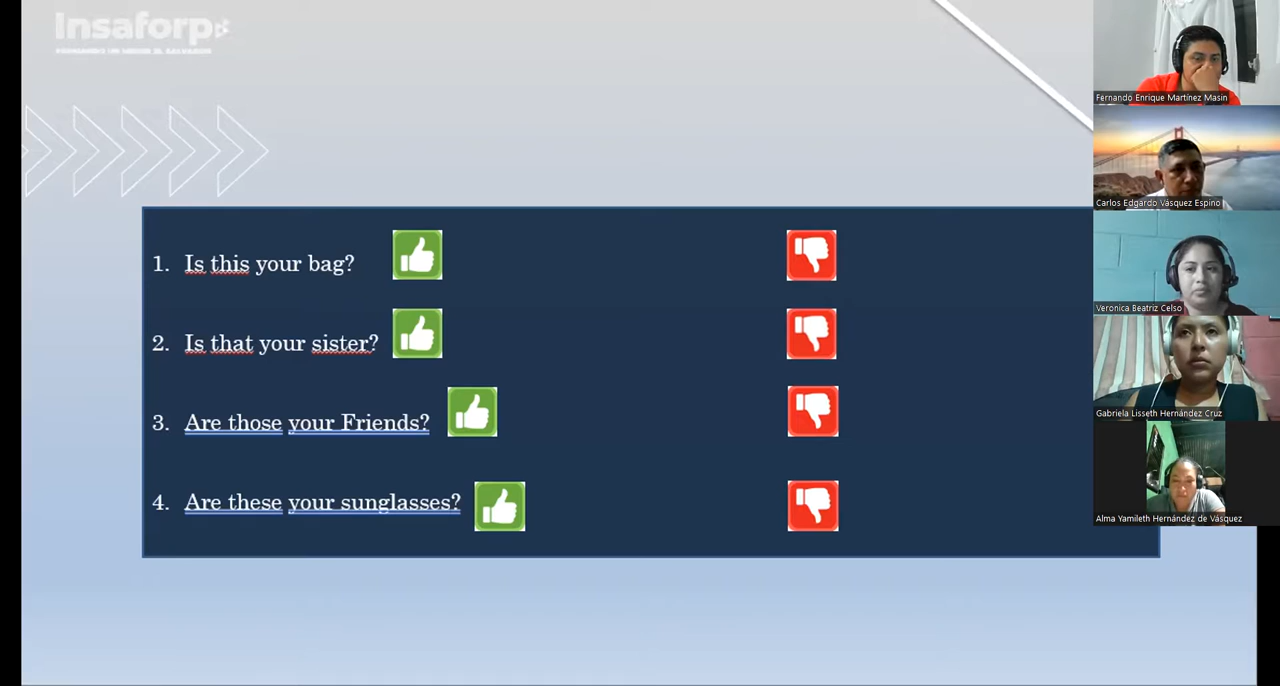 Insaforp
1. Is this your bag?
2. Is that your sister?
3. Are those your Friends?
4. Are these your sunglasses?
Fernando Enrique Martínez Masin
Carlos Edgardo Vásquez Espino
Veronica Beatriz Celso
Gabriela Lisseth Hernández Cruz
Alma Yamileth Hernández de Vásquez